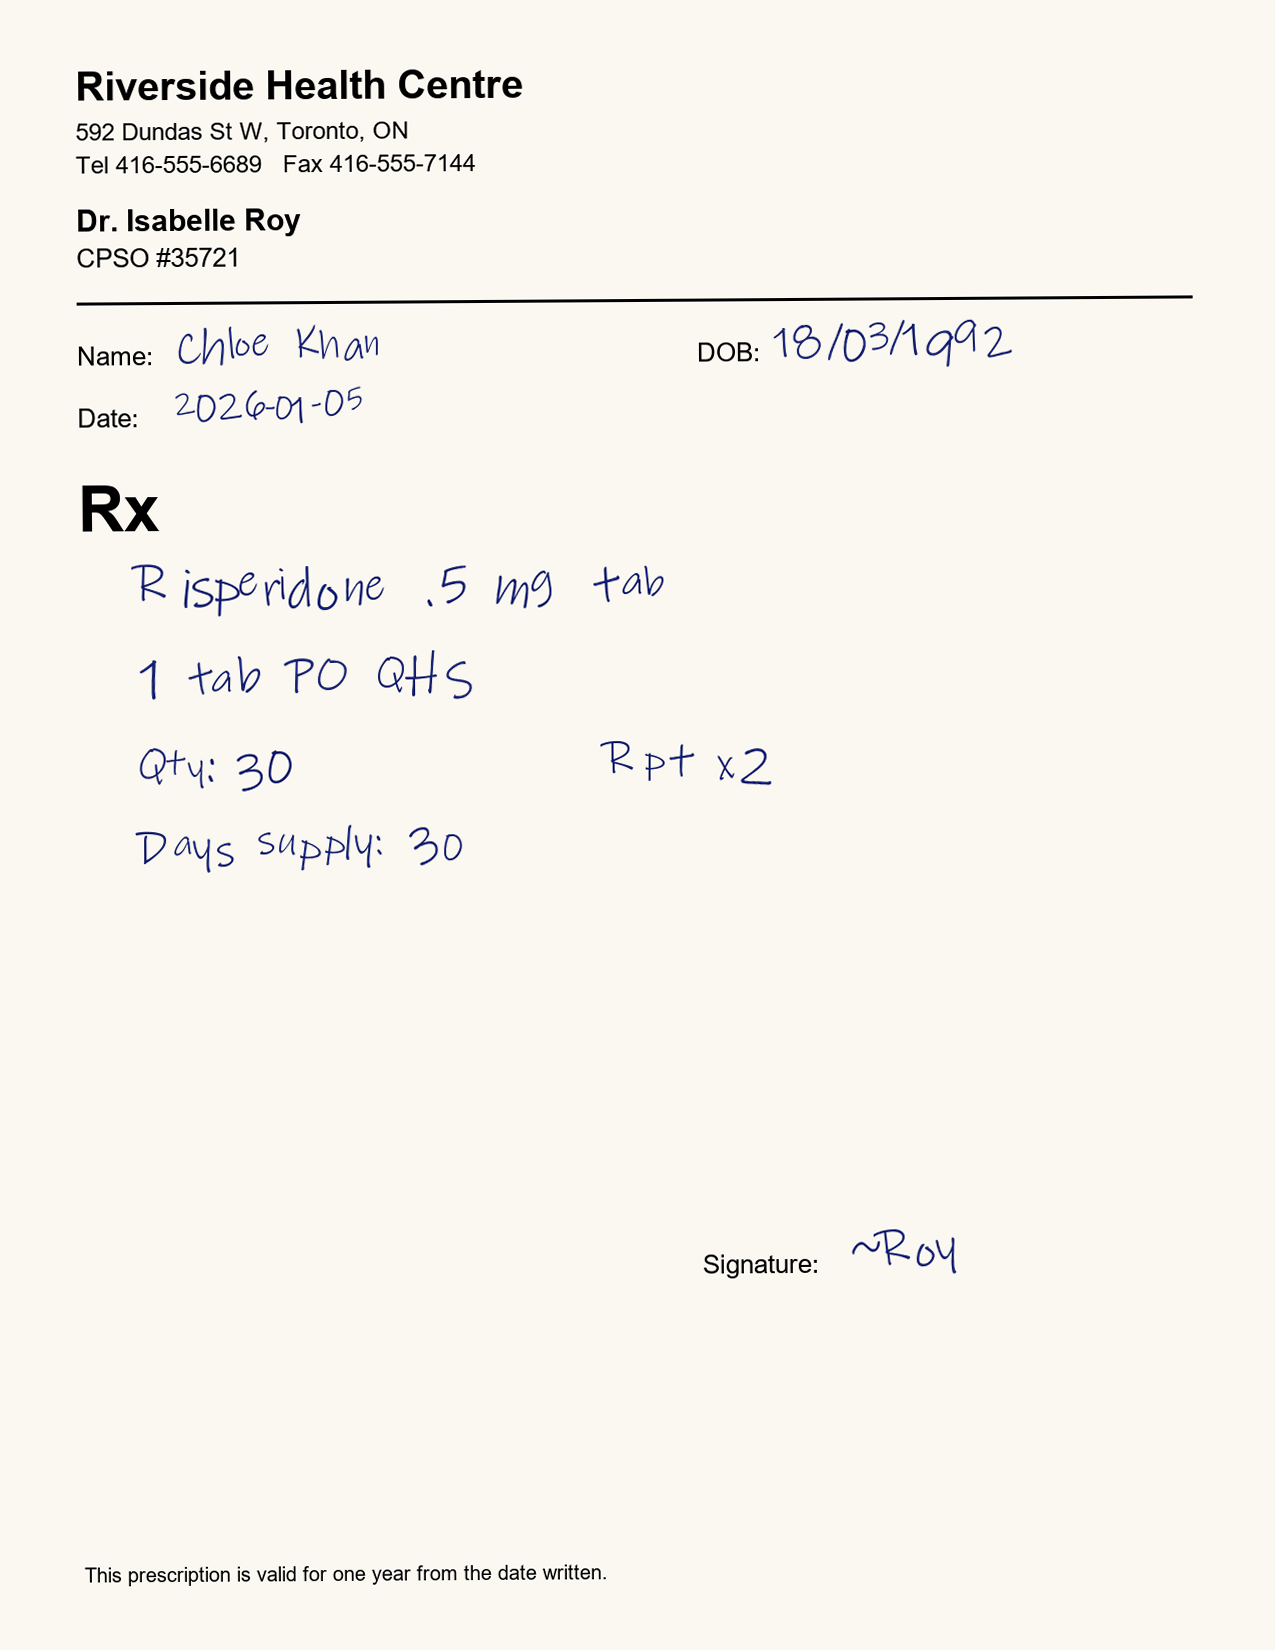 Riverside Health Centre
592 Dundas St W, Toronto, ON
Tel 416-555-6689 Fax 416-555-7144
Dr. Isabelle Roy
CPSO #35721
Name: Chloe Khan DOB: 18/03/1992
Date: 2026-01-05
Rx
Risperidone .5 mg tab
1 tab PO QHS
Qty: 30 Rpt x2
Days supply: 30
Signature: ~Roy
This prescription is valid for one year from the date written.